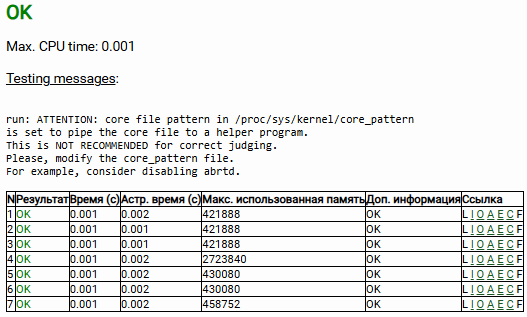 OK
Max. CPU time: 0.001
Testing messages:
run: ATTENTION: core file pattern in /proc/sys/kernel/core_pattern
is set to pipe the core file to a helper program.
This is NOT RECOMMENDED for correct judging.
Please, modify the core_pattern file.
For example, consider disabling abrtd.
N Результат Время (с) Астр. время (с) Макс. использованная память Доп. информация Ссылка
1 OK 0.001 0.002 421888 OK L I O A E C F
2 OK 0.001 0.001 421888 OK L I O A E C F
3 OK 0.001 0.001 421888 OK L I O A E C F
4 OK 0.001 0.002 2723840 OK L I O A E C F
5 OK 0.001 0.002 430080 OK L I O A E C F
6 OK 0.001 0.002 430080 OK L I O A E C F
7 OK 0.001 0.002 458752 OK L I O A E C F